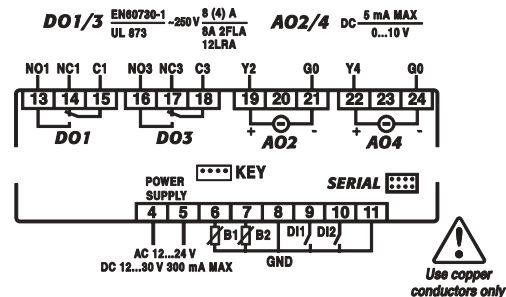 DO1/3 EN60730-1 UL 873 ~250V 8 (4) A 8A 2FLA 12LRA AO2/4 DC 5 mA MAX 0...10 V
NO1 NC1 C1 NO3 NC3 C3 Y2 G0 Y4 G0
13 14 15 16 17 18 19 20 21 22 23 24
DO1 DO3 + AO2 - + AO4 -
KEY
SERIAL
POWER SUPPLY
4 5 6 7 8 9 10 11
B1 B2 DI1 DI2
GND
AC 12...24 V
DC 12...30 V 300 mA MAX
Use copper
conductors only